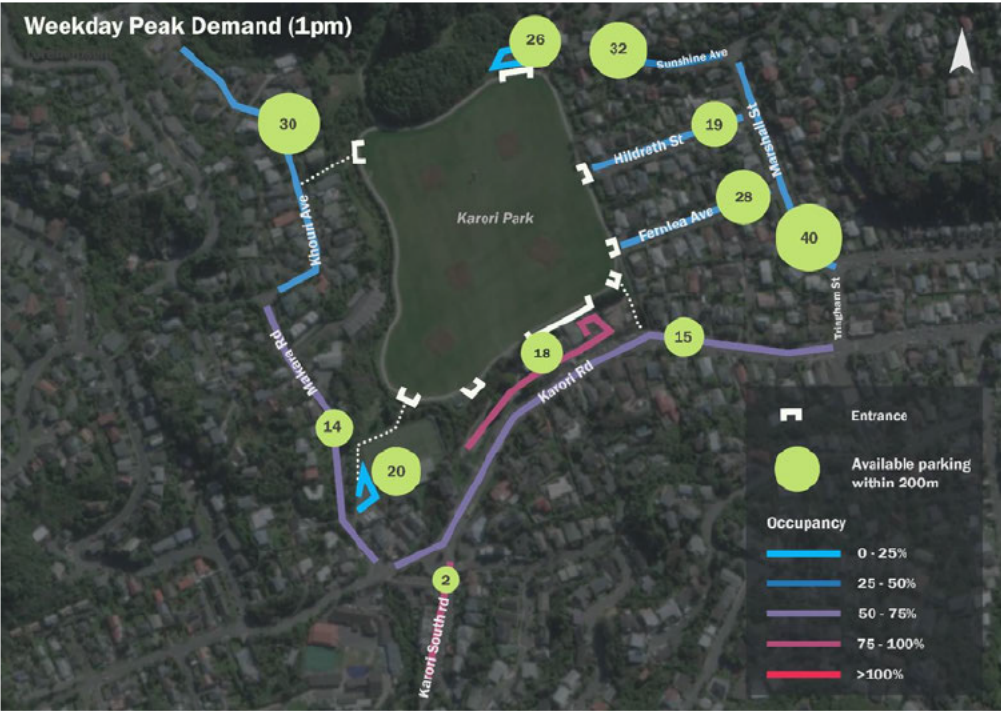 Weekday Peak Demand (1pm)
26
32
Sunshine Ave
30
19
Hildreth St
Marshall St
28
Fernlea Ave
Karori Park
40
Khouri Ave
Tringham St
15
18
Karori Rd
Makara Rd
14
20
2
Karori South rd
Entrance
Available parking
within 200m
Occupancy
0 - 25%
25 - 50%
50 - 75%
75 - 100%
>100%